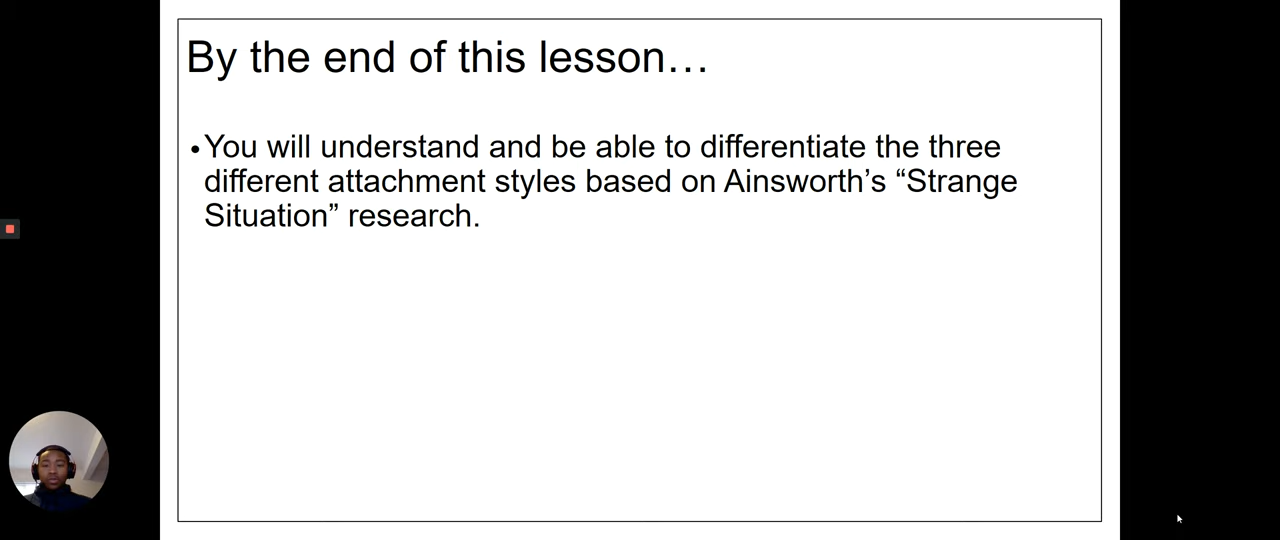 By the end of this lesson…
•You will understand and be able to differentiate the three
different attachment styles based on Ainsworth’s “Strange
Situation” research.